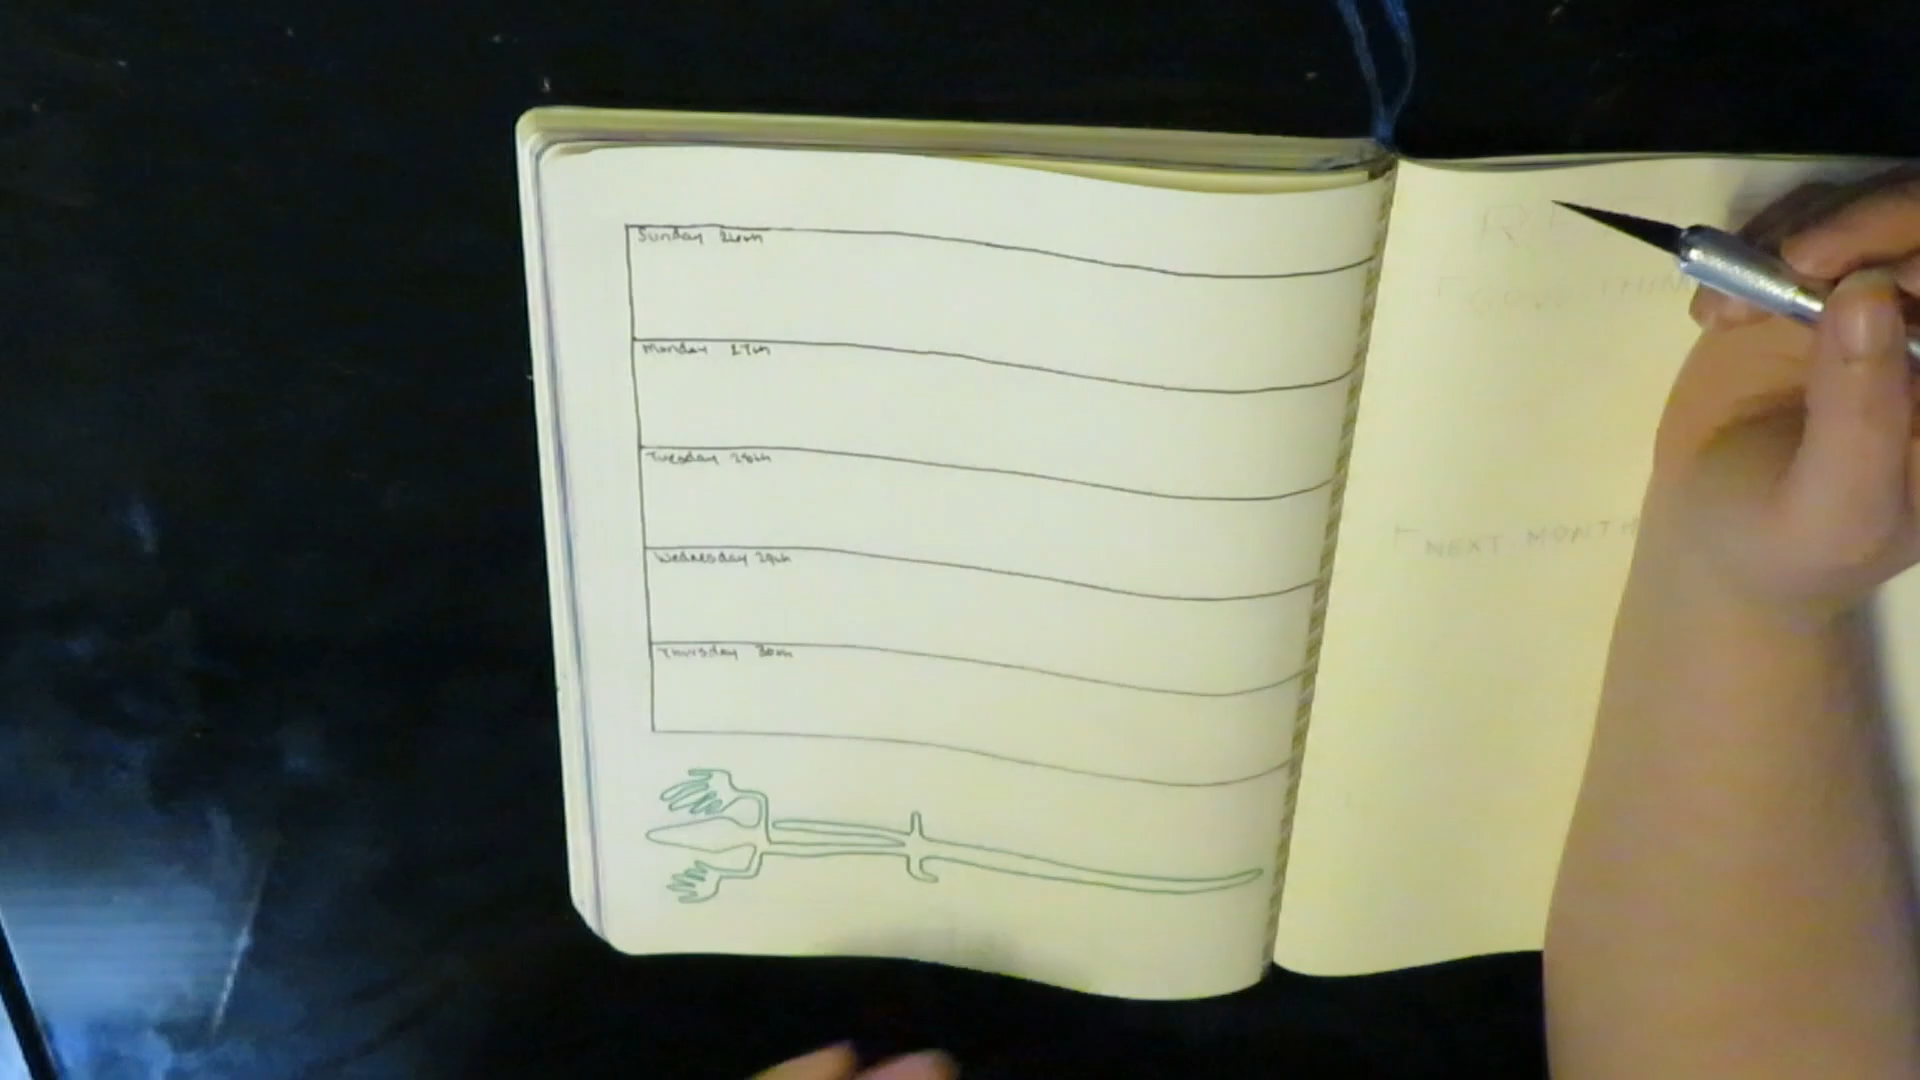 Sunday 26th
Monday 27th
Tuesday 28th
Wednesday 29th
Thursday 30th
NEXT MONTH